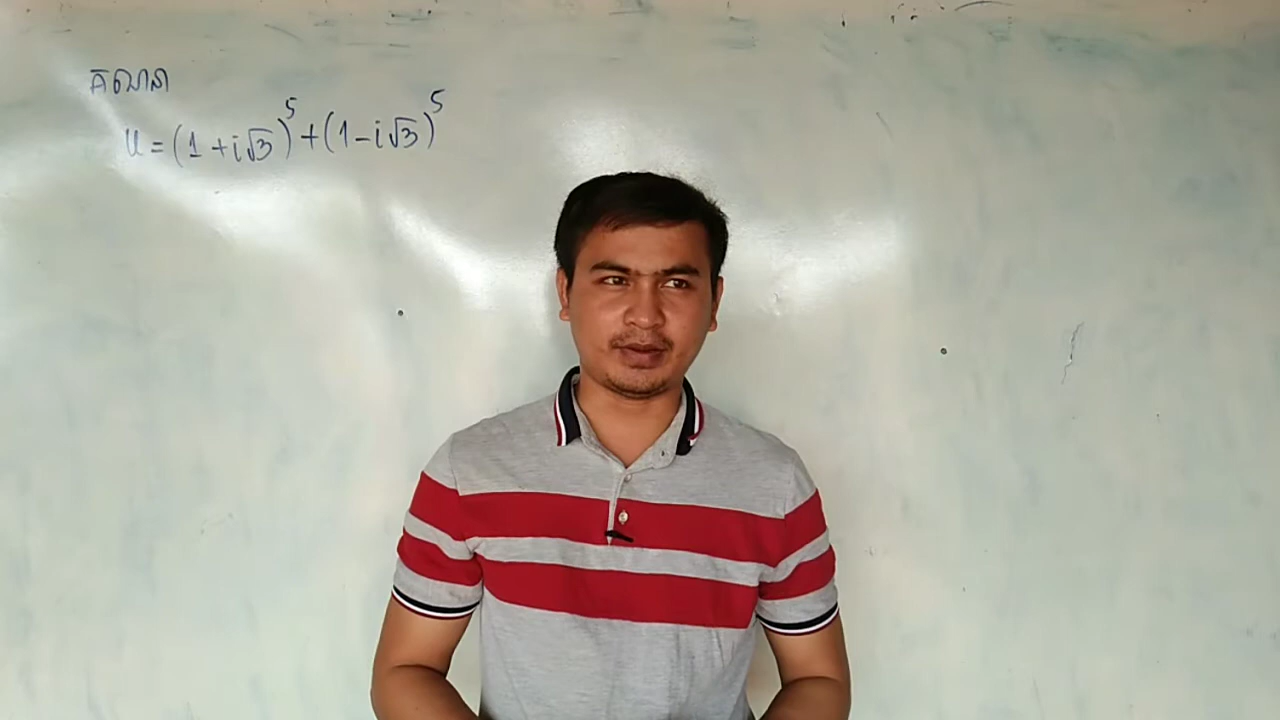 គណនា
U = (1 + i√3)⁵ + (1 - i√3)⁵